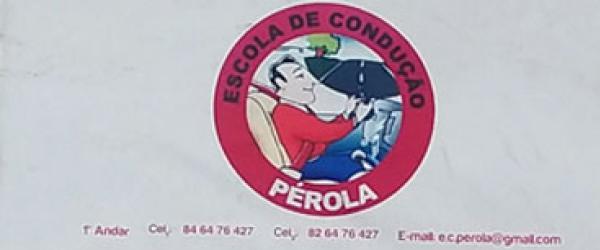 ESCOLA DE CONDUÇÃO
PÉROLA
1º Andar Cel: 84 64 76 427 Cel: 82 64 76 427 E-mail: e.c.perola@gmail.com